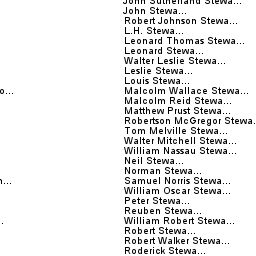 John Sutherland Stewa...
John Stewa...
Robert Johnson Stewa...
L.H. Stewa...
Leonard Thomas Stewa...
Leonard Stewa...
Walter Leslie Stewa...
Leslie Stewa...
Louis Stewa...
o... Malcolm Wallace Stewa...
Malcolm Reid Stewa...
Matthew Prust Stewa...
Robertson McGregor Stewa.
Tom Melville Stewa...
Walter Mitchell Stewa...
William Nassau Stewa...
Neil Stewa...
Norman Stewa...
n... Samuel Norris Stewa...
William Oscar Stewa...
Peter Stewa...
Reuben Stewa...
. William Robert Stewa...
Robert Stewa...
Robert Walker Stewa...
Roderick Stewa...